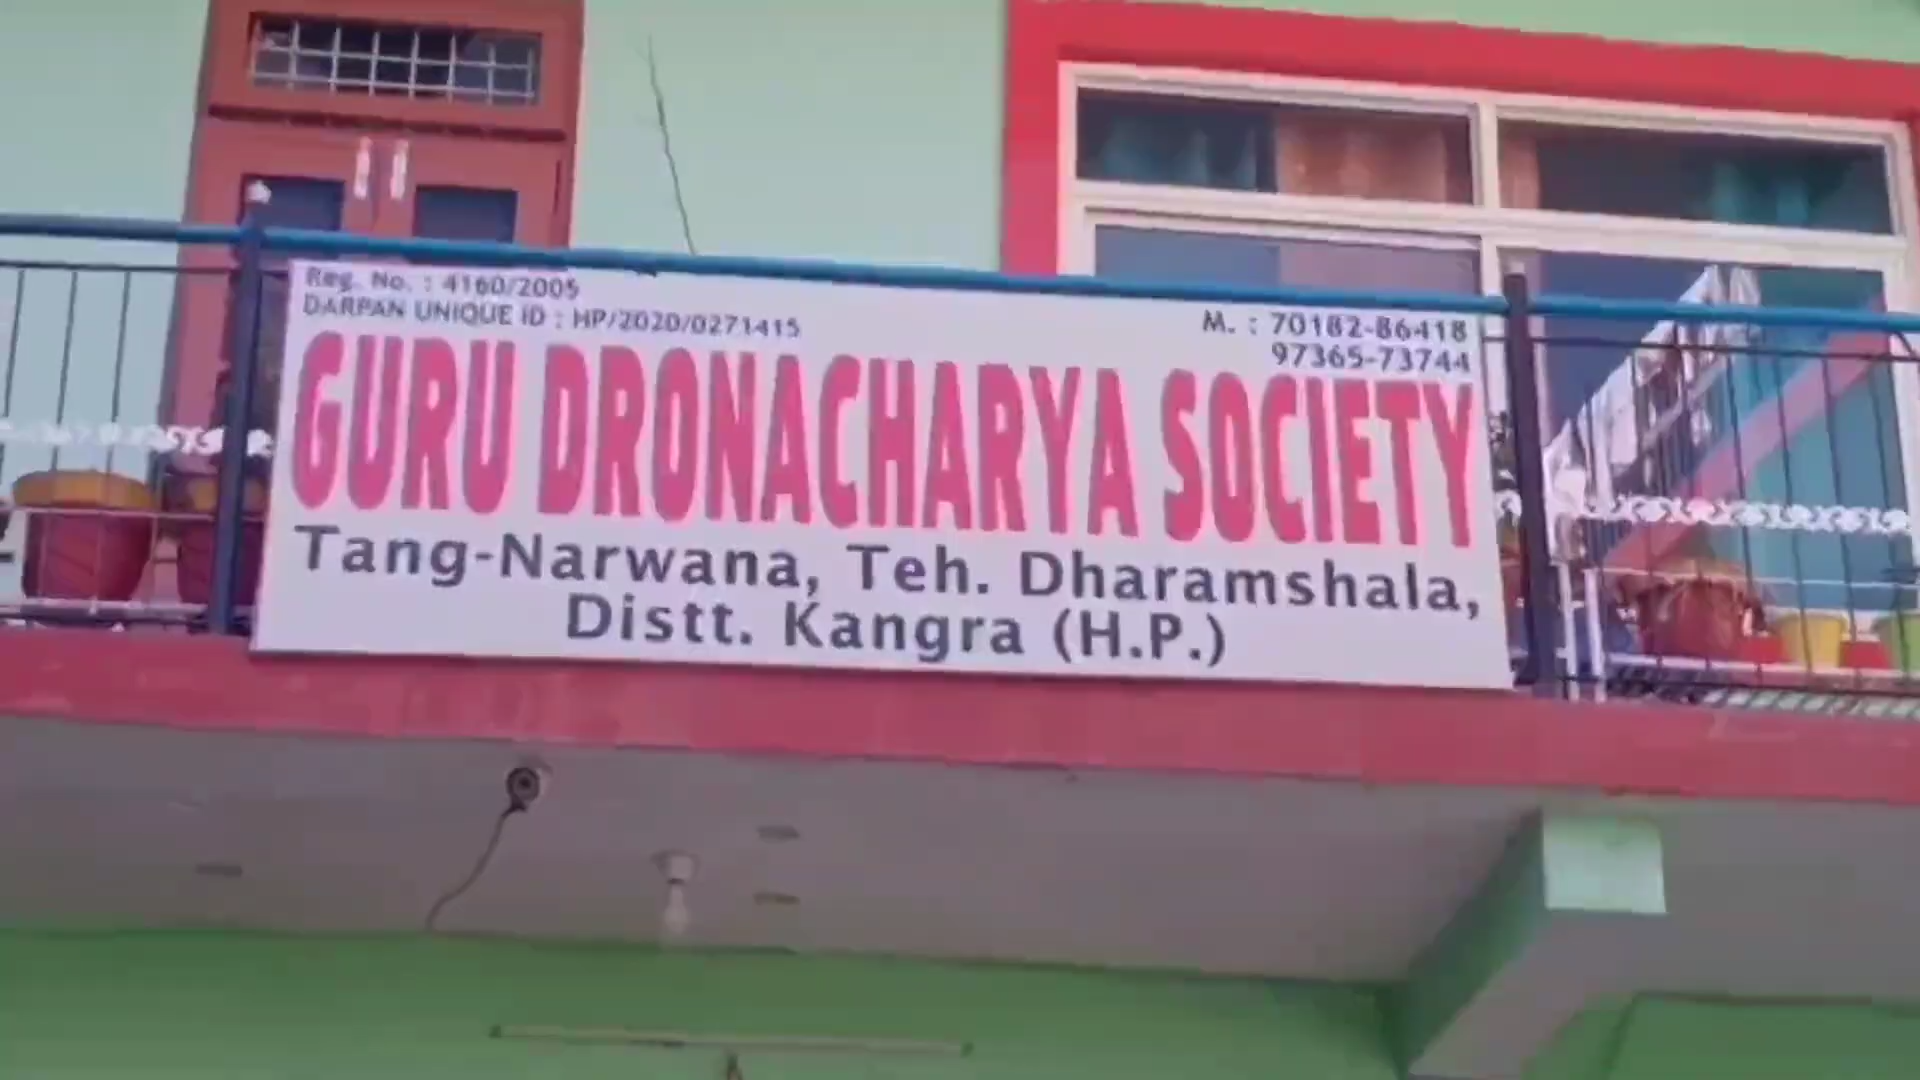 Reg. No. : 4160/2005
DARPAN UNIQUE ID : HP/2020/0271415
M. : 70182-86418
97365-73744
GURU DRONACHARYA SOCIETY
Tang-Narwana, Teh. Dharamshala,
Distt. Kangra (H.P.)